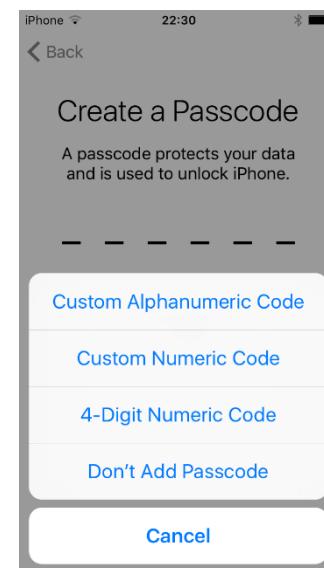 iPhone 22:30
Back
Create a Passcode
A passcode protects your data
and is used to unlock iPhone.
Custom Alphanumeric Code
Custom Numeric Code
4-Digit Numeric Code
Don't Add Passcode
Cancel